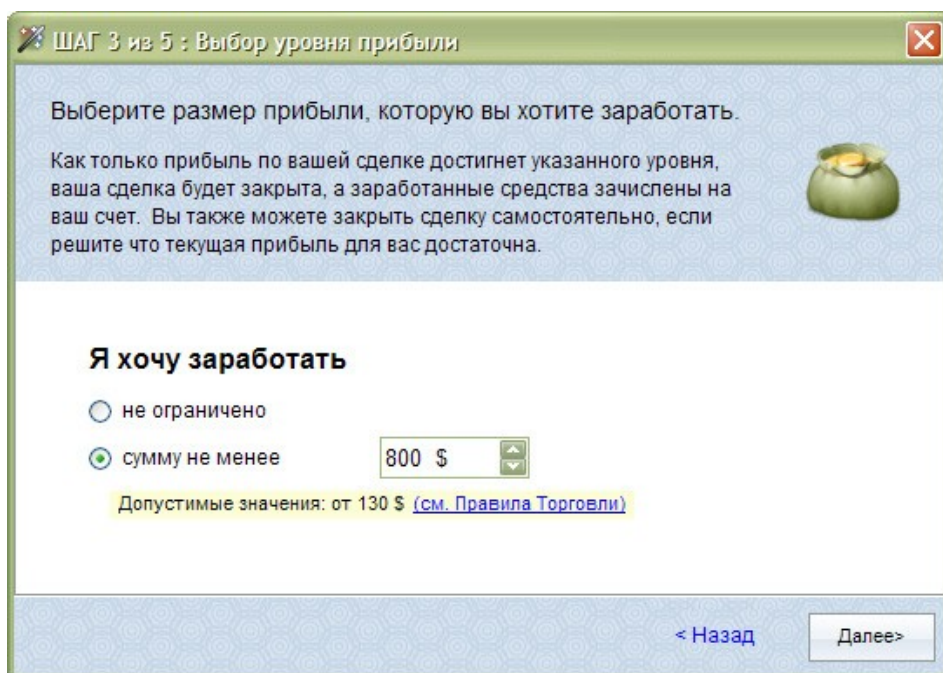 ШАГ 3 из 5 : Выбор уровня прибыли
Выберите размер прибыли, которую вы хотите заработать.
Как только прибыль по вашей сделке достигнет указанного уровня,
ваша сделка будет закрыта, а заработанные средства зачислены на
ваш счет. Вы также можете закрыть сделку самостоятельно, если
решите что текущая прибыль для вас достаточна.
Я хочу заработать
не ограничено
сумму не менее 800 $
Допустимые значения: от 130 $ (см. Правила Торговли)
< Назад Далее>